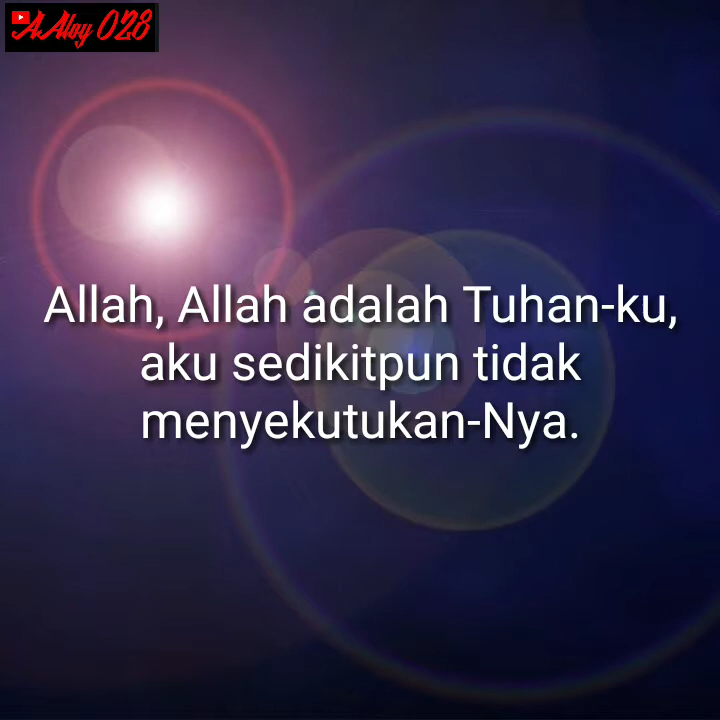 AAloy 028
Allah, Allah adalah Tuhan-ku,
aku sedikitpun tidak
menyekutukan-Nya.